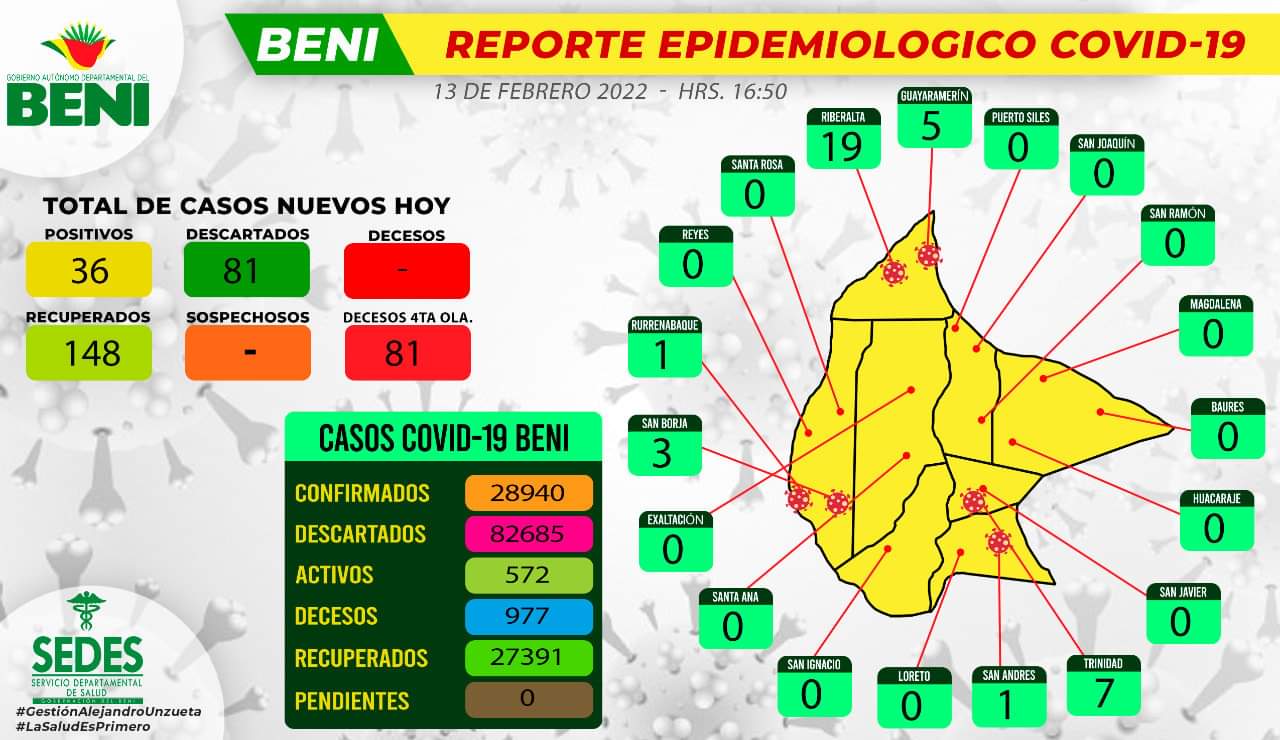 GOBIERNO AUTÓNOMO DEPARTAMENTAL DEL
BENI
BENI REPORTE EPIDEMIOLOGICO COVID-19
13 DE FEBRERO 2022 - HRS. 16:50
TOTAL DE CASOS NUEVOS HOY
POSITIVOS
36
DESCARTADOS
81
DECESOS
-
RECUPERADOS
148
SOSPECHOSOS
-
DECESOS 4TA OLA.
81
CASOS COVID-19 BENI
CONFIRMADOS 28940
DESCARTADOS 82685
ACTIVOS 572
DECESOS 977
RECUPERADOS 27391
PENDIENTES 0
RIBERALTA
19
GUAYARAMERÍN
5
PUERTO SILES
0
SAN JOAQUÍN
0
SANTA ROSA
0
SAN RAMÓN
0
REYES
0
MAGDALENA
0
RURRENABAQUE
1
BAURES
0
SAN BORJA
3
HUACARAJE
0
EXALTACIÓN
0
SAN JAVIER
0
SANTA ANA
0
SAN IGNACIO
0
LORETO
0
SAN ANDRES
1
TRINIDAD
7
SEDES
SERVICIO DEPARTAMENTAL
DE SALUD
GOBERNACIÓN DEL BENI
#GestiónAlejandroUnzueta
#LaSaludEsPrimero